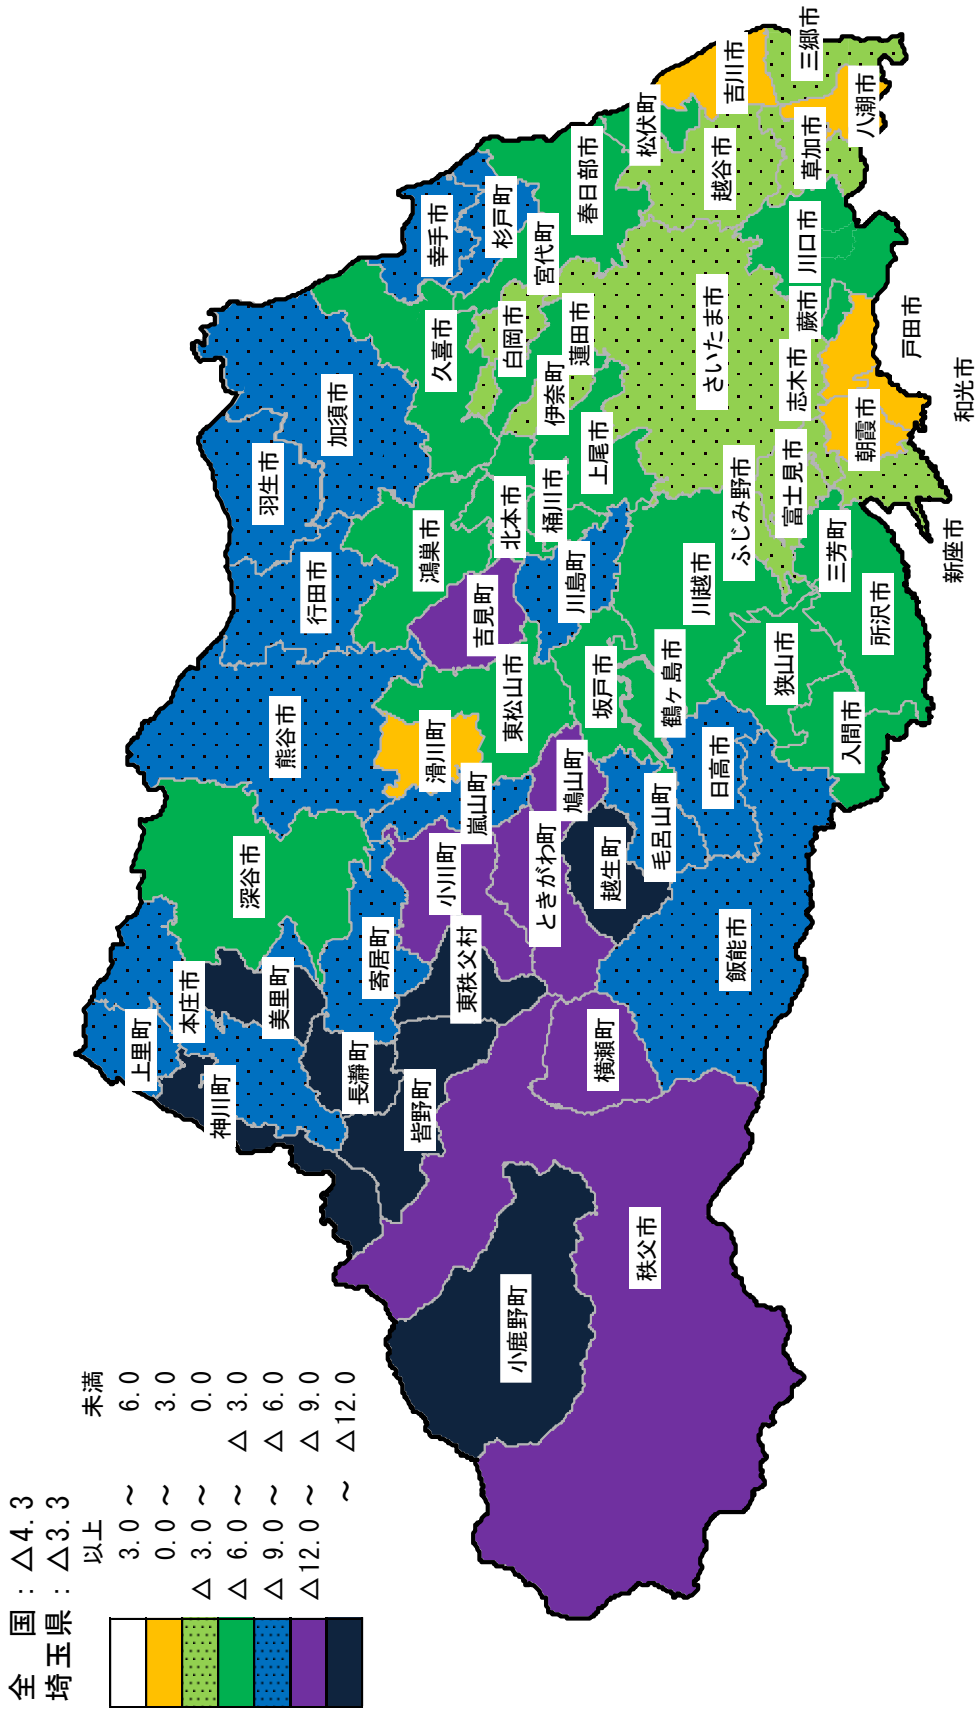 全　国：△4.3
埼玉県：△3.3
以上　未満
3.0 ～ 6.0
0.0 ～ 3.0
△ 3.0 ～ 0.0
△ 6.0 ～ △ 3.0
△ 9.0 ～ △ 6.0
△12.0 ～ △ 9.0
～ △12.0
上里町
本庄市
神川町
美里町
深谷市
熊谷市
行田市
羽生市
加須市
長瀞町
寄居町
皆野町
小川町
東秩父村
嵐山町
滑川町
東松山市
吉見町
鴻巣市
久喜市
幸手市
杉戸町
宮代町
白岡市
北本市
桶川市
伊奈町
蓮田市
上尾市
春日部市
松伏町
小鹿野町
秩父市
横瀬町
ときがわ町
鳩山町
越生町
毛呂山町
坂戸市
鶴ヶ島市
川島町
川越市
日高市
飯能市
狭山市
入間市
所沢市
三芳町
ふじみ野市
富士見市
志木市
さいたま市
越谷市
吉川市
三郷市
八潮市
草加市
川口市
蕨市
戸田市
朝霞市
和光市
新座市